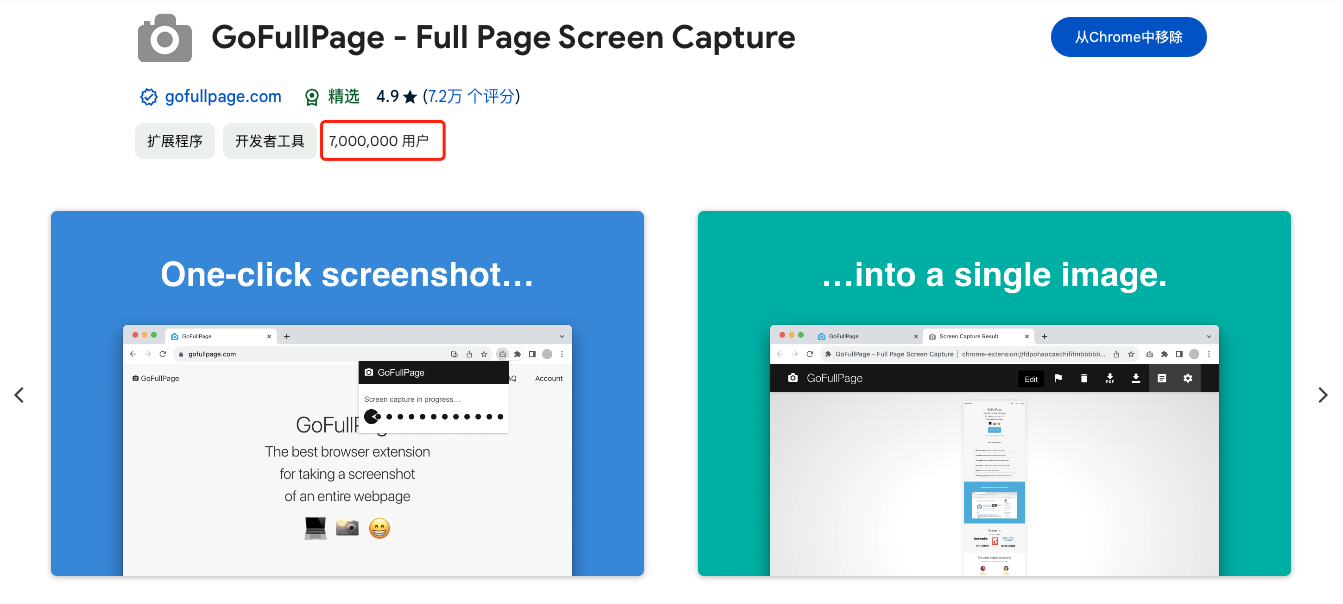 GoFullPage - Full Page Screen Capture
从Chrome中移除
gofullpage.com 精选 4.9 ★ (7.2万 个评分)
扩展程序 开发者工具 7,000,000 用户
One-click screenshot…
GoFullPage
gofullpage.com
GoFullPage
GoFullPage
AQ Account
Screen capture in progress…
GoFullPage
The best browser extension
for taking a screenshot
of an entire webpage
…into a single image.
GoFullPage Screen Capture Result
GoFullPage - Full Page Screen Capture | chrome-extension://fdpohaocaechififmbbbbb...
GoFullPage Edit
PDF